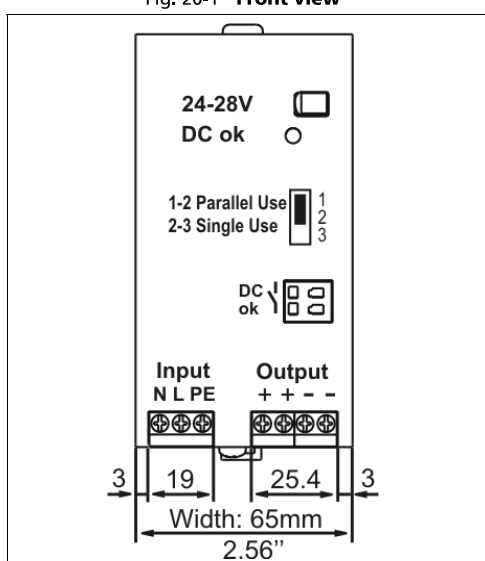 Fig. 26-1 Front view
24-28V
DC ok
1-2 Parallel Use
2-3 Single Use
1
2
3
DC
ok
Input
Output
N L PE
+ + - -
3
19
25.4
3
Width: 65mm
2.56’’